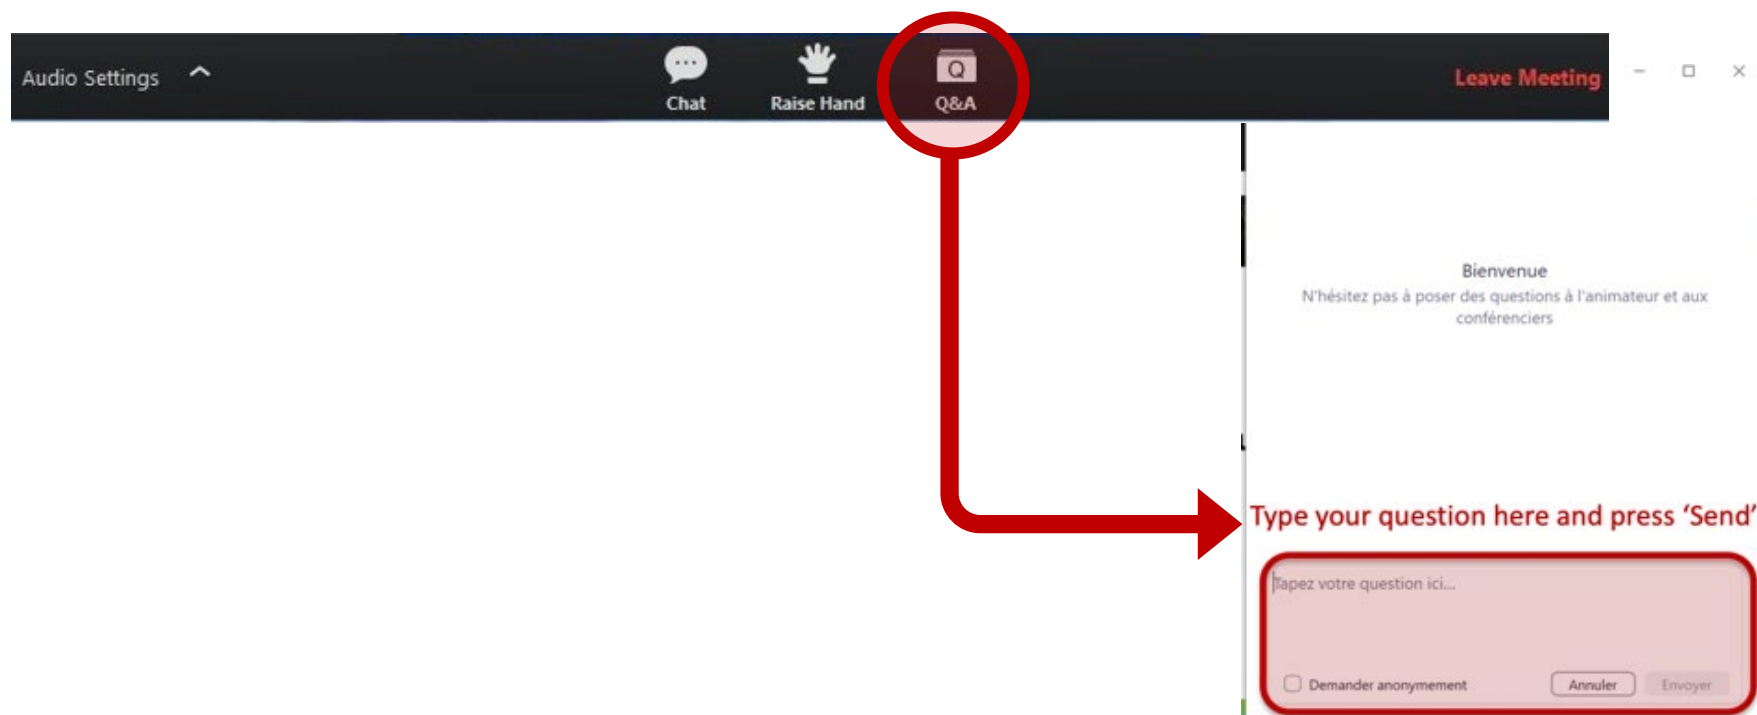 Audio Settings
Chat
Raise Hand
Q
Q&A
Leave Meeting
Bienvenue
N'hésitez pas à poser des questions à l'animateur et aux
conférenciers
Type your question here and press ‘Send’
Tapez votre question ici...
Demander anonymement
Annuler
Envoyer